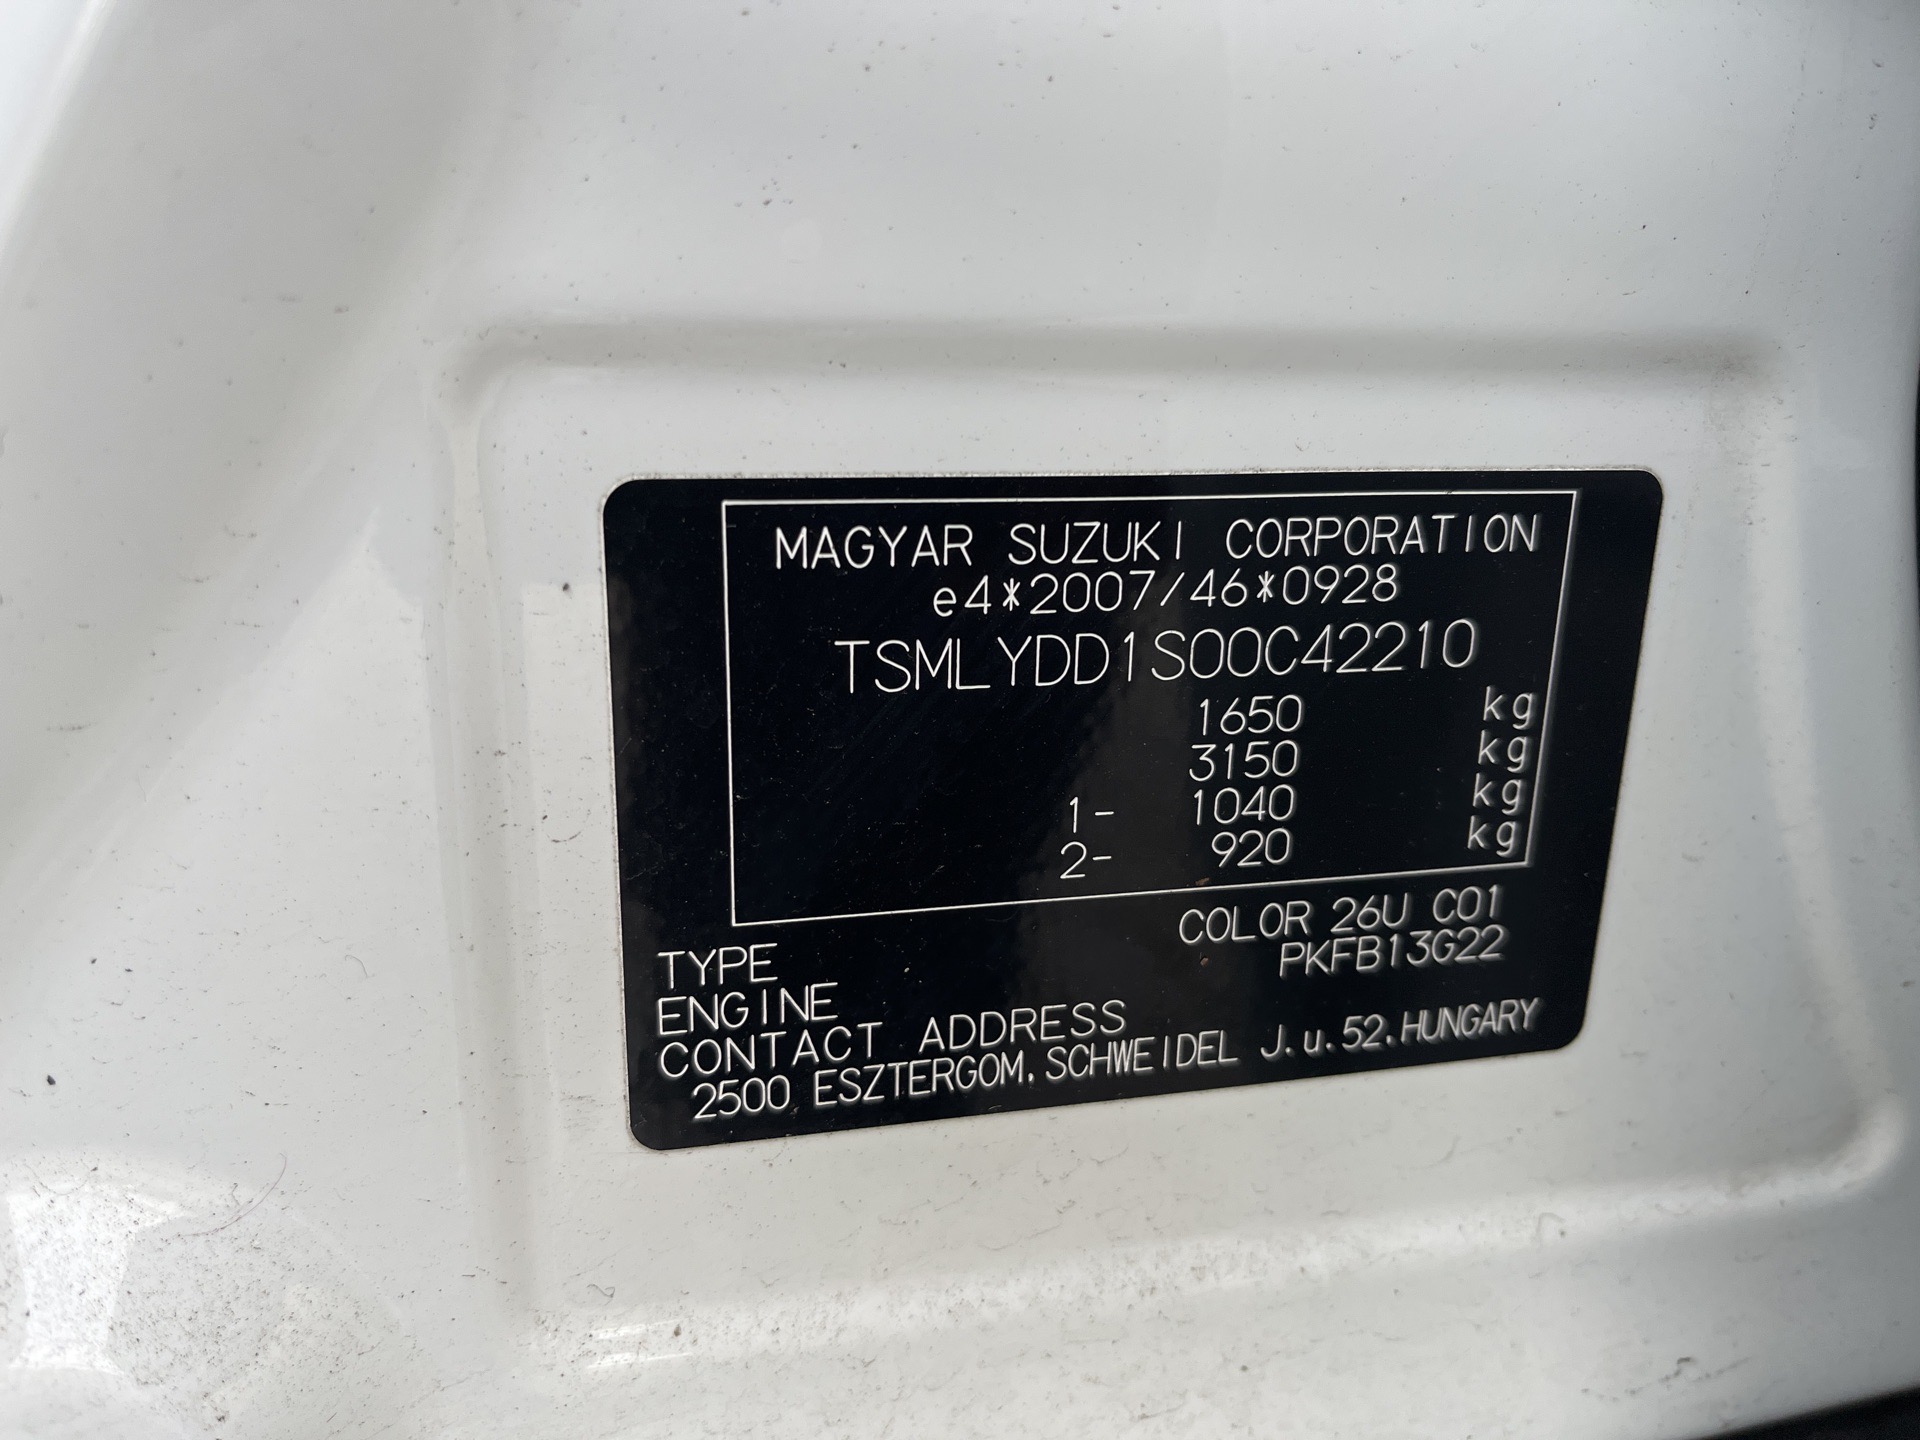 MAGYAR SUZUKI CORPORATION
e4*2007/46*0928
TSMLYDD1S00C42210
1650 kg
3150 kg
1- 1040 kg
2- 920 kg
COLOR 26U C01
TYPE PKFB13G22
ENGINE
CONTACT ADDRESS
2500 ESZTERGOM, SCHWEIDEL J.u.52.HUNGARY